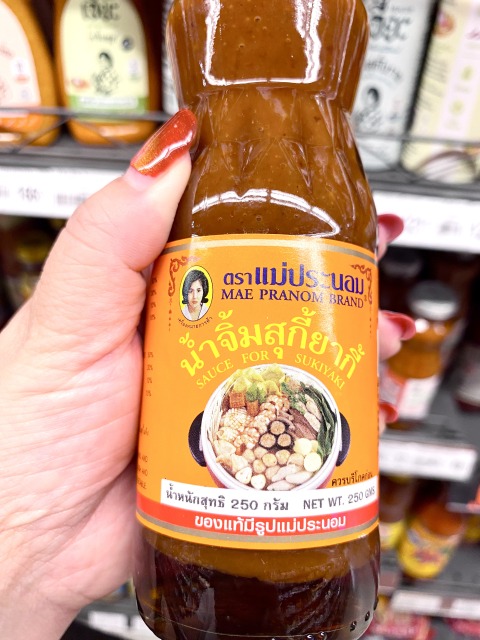 ตราแม่ประนอม
MAE PRANOM BRAND
น้ำจิ้มสุกี้ยากี้
SAUCE FOR SUKIYAKI
น้ำหนักสุทธิ 250 กรัม NET WT. 250 GMS
ของแท้มีรูปแม่ประนอม